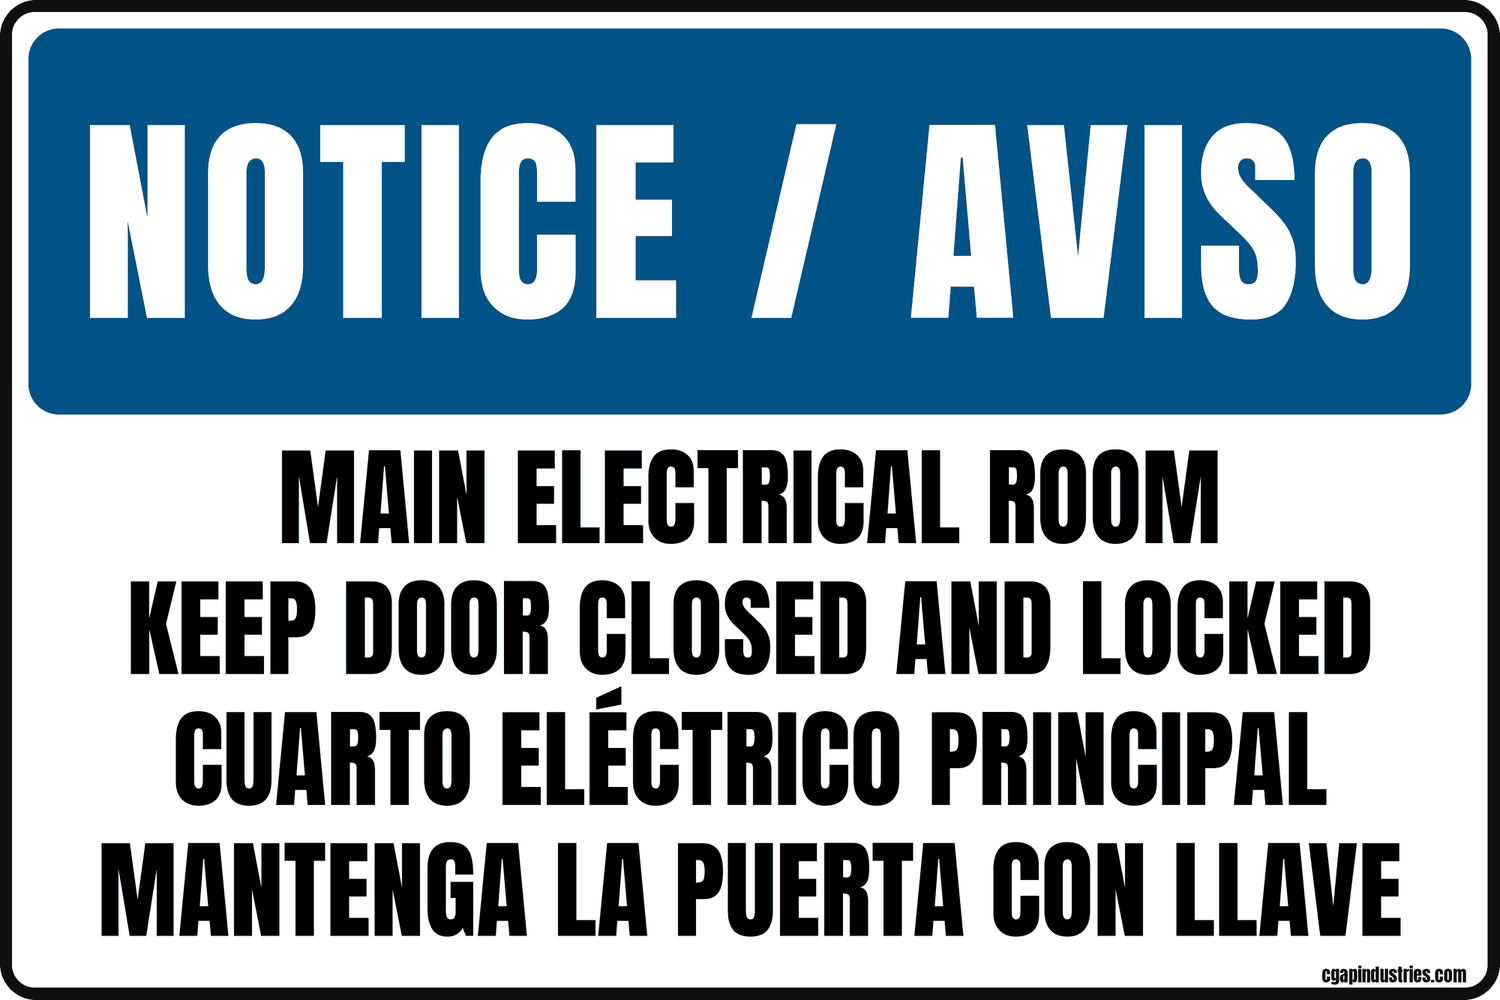 NOTICE / AVISO
MAIN ELECTRICAL ROOM
KEEP DOOR CLOSED AND LOCKED
CUARTO ELÉCTRICO PRINCIPAL
MANTENGA LA PUERTA CON LLAVE
cgapindustries.com